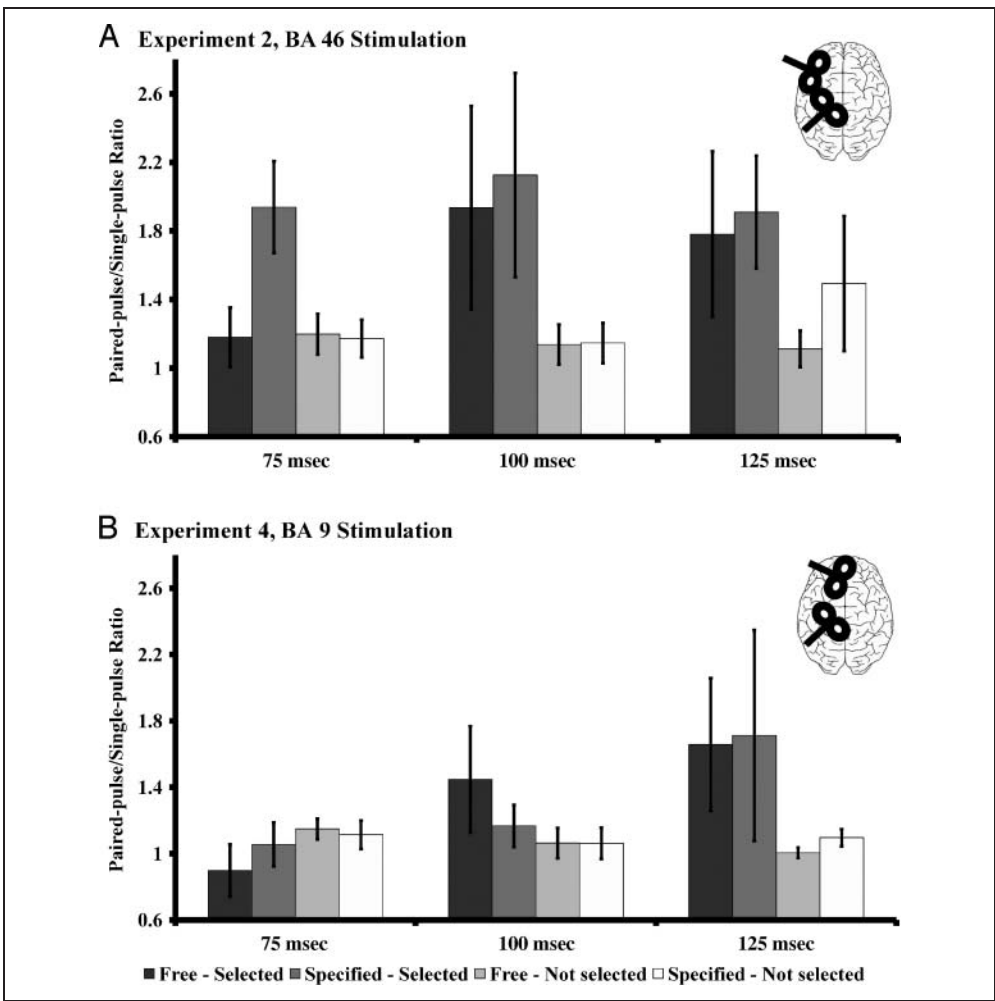 A Experiment 2, BA 46 Stimulation
Paired-pulse/Single-pulse Ratio
2.6
2.2
1.8
1.4
1
0.6
75 msec 100 msec 125 msec
B Experiment 4, BA 9 Stimulation
Paired-pulse/Single-pulse Ratio
2.6
2.2
1.8
1.4
1
0.6
75 msec 100 msec 125 msec
Free - Selected Specified - Selected Free - Not selected Specified - Not selected